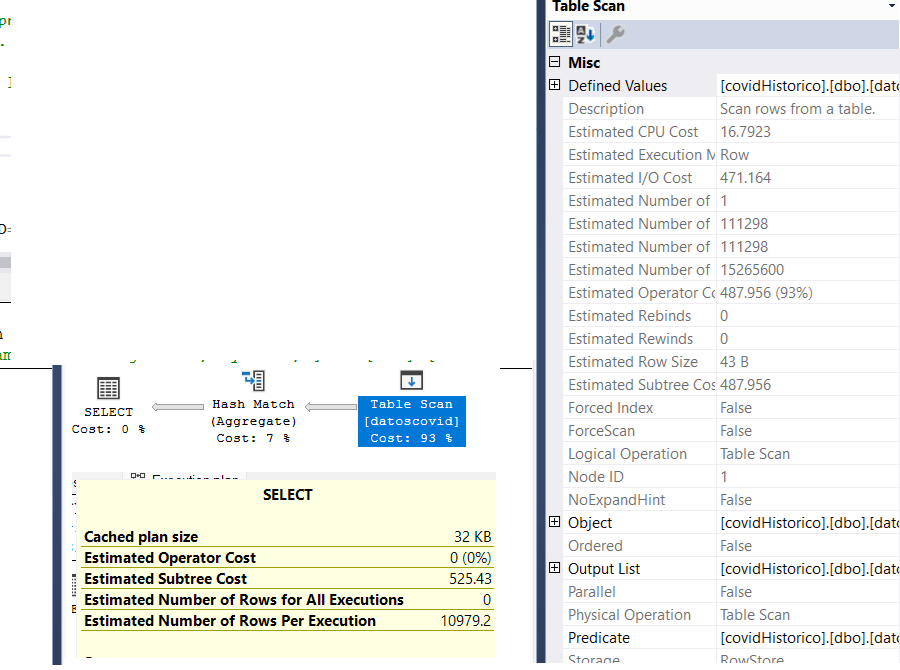 Table Scan
Misc
Defined Values [covidHistorico].[dbo].[dato
Description Scan rows from a table.
Estimated CPU Cost 16.7923
Estimated Execution M Row
Estimated I/O Cost 471.164
Estimated Number of 1
Estimated Number of 111298
Estimated Number of 111298
Estimated Number of 15265600
Estimated Operator Co 487.956 (93%)
Estimated Rebinds 0
Estimated Rewinds 0
Estimated Row Size 43 B
Estimated Subtree Cos 487.956
Forced Index False
ForceScan False
Logical Operation Table Scan
Node ID 1
NoExpandHint False
Object [covidHistorico].[dbo].[dato
Ordered False
Output List [covidHistorico].[dbo].[dato
Parallel False
Physical Operation Table Scan
Predicate [covidHistorico].[dbo].[dato
Storage RowStore
pr
D=
am
SELECT
Cost: 0 %
Hash Match
(Aggregate)
Cost: 7 %
Table Scan
[datoscovid]
Cost: 93 %
Execution plan
SELECT
Cached plan size 32 KB
Estimated Operator Cost 0 (0%)
Estimated Subtree Cost 525.43
Estimated Number of Rows for All Executions 0
Estimated Number of Rows Per Execution 10979.2